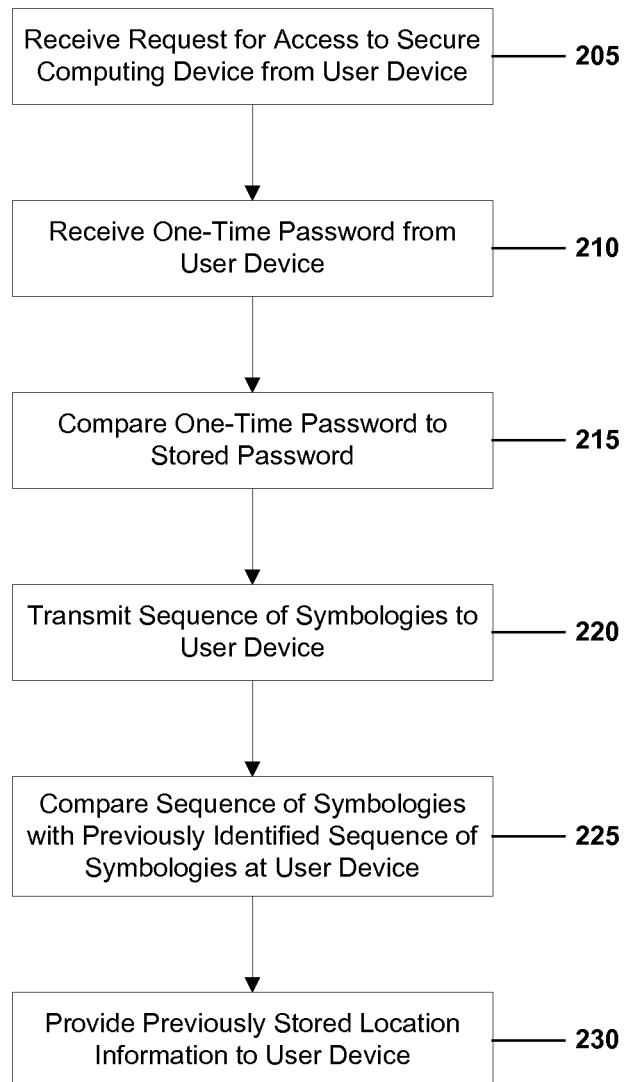 Receive Request for Access to Secure
Computing Device from User Device
205
Receive One-Time Password from
User Device
210
Compare One-Time Password to
Stored Password
215
Transmit Sequence of Symbologies to
User Device
220
Compare Sequence of Symbologies
with Previously Identified Sequence of
Symbologies at User Device
225
Provide Previously Stored Location
Information to User Device
230